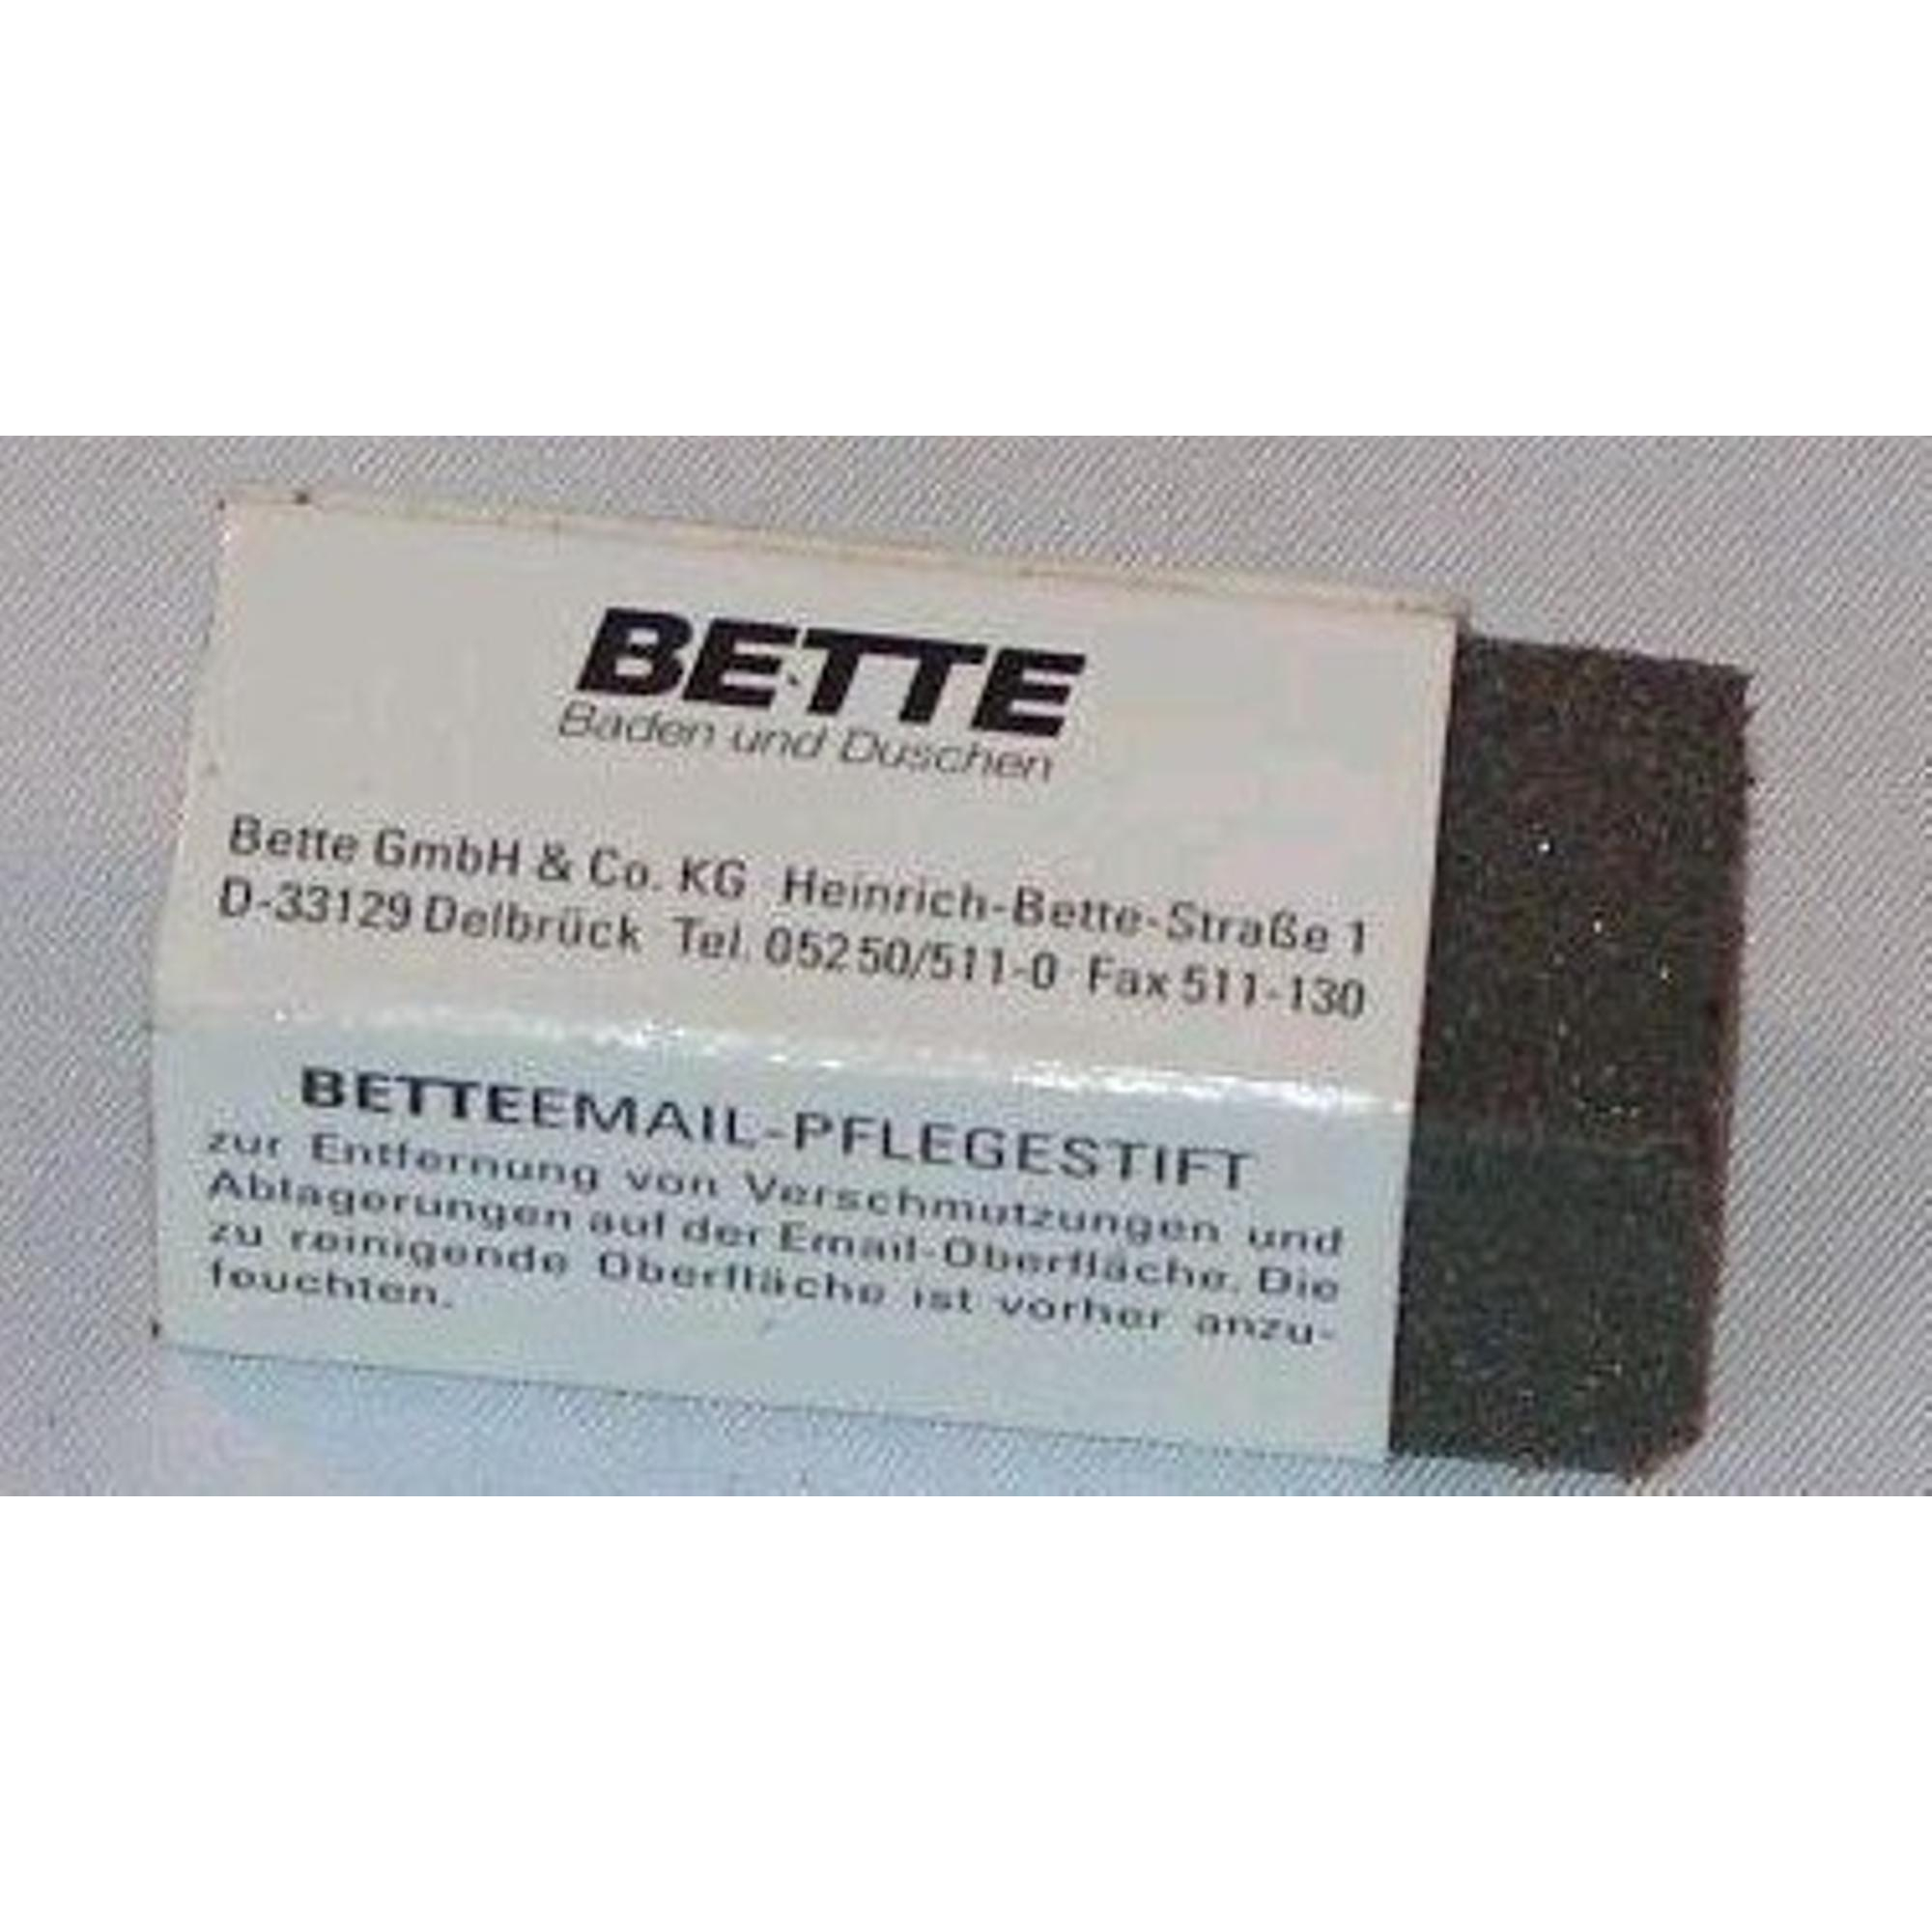 BETTE
Baden und Duschen
Bette GmbH & Co. KG Heinrich-Bette-Straße 1
D-33129 Delbrück Tel. 05250/511-0 Fax 511-130
BETTEEMAIL-PFLEGESTIFT
zur Entfernung von Verschmutzungen und
Ablagerungen auf der Email-Oberfläche. Die
zu reinigende Oberfläche ist vorher anzu-
feuchten.